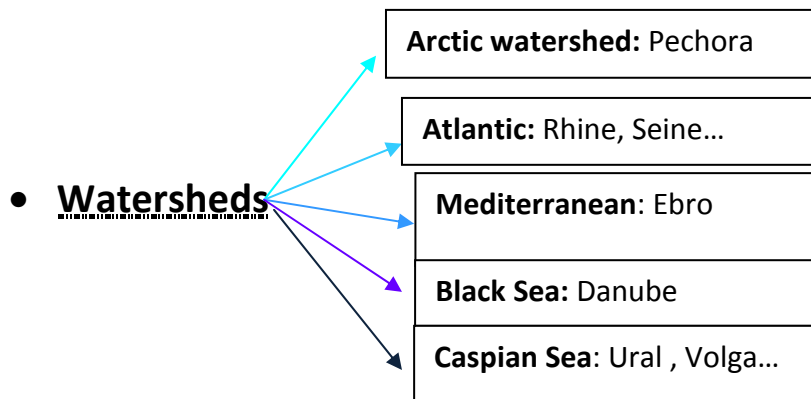 Arctic watershed: Pechora
Atlantic: Rhine, Seine…
• Watersheds
Mediterranean: Ebro
Black Sea: Danube
Caspian Sea: Ural , Volga…